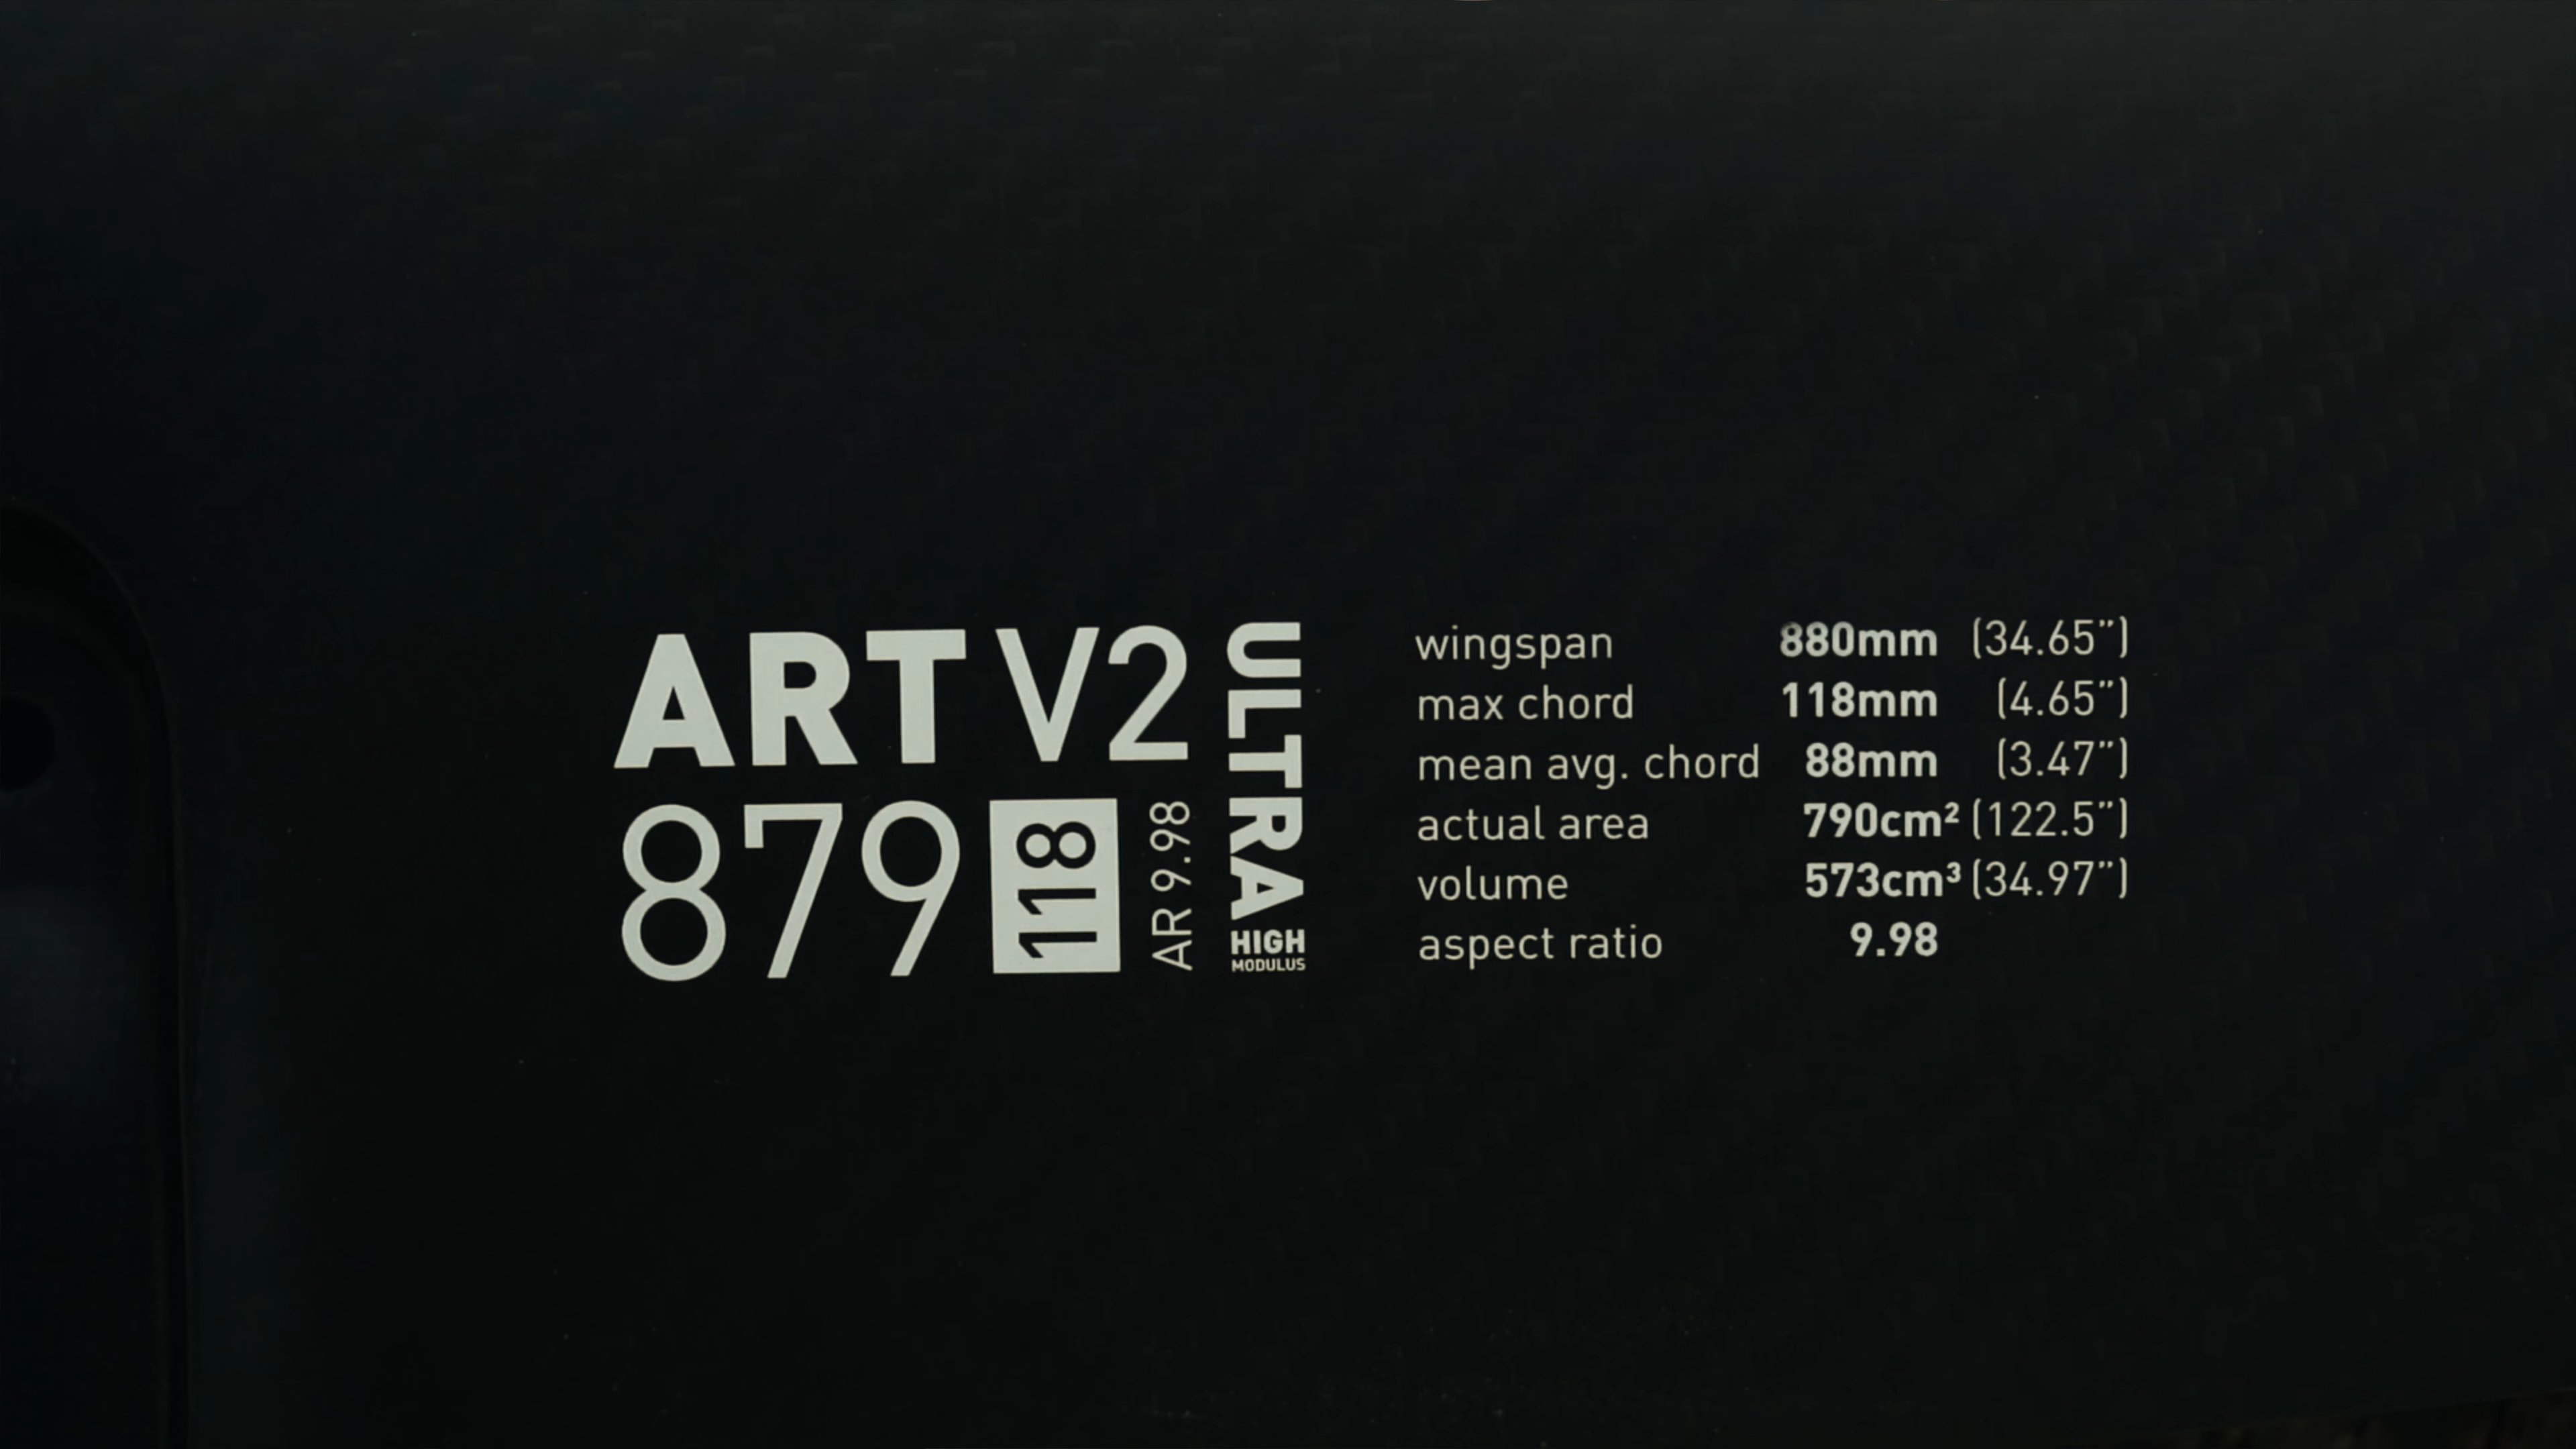 ART V2
879 118 AR 9.98
ULTRA
HIGH
MODULUS
wingspan 880mm (34.65”)
max chord 118mm (4.65”)
mean avg. chord 88mm (3.47”)
actual area 790cm² (122.5”)
volume 573cm³ (34.97”)
aspect ratio 9.98